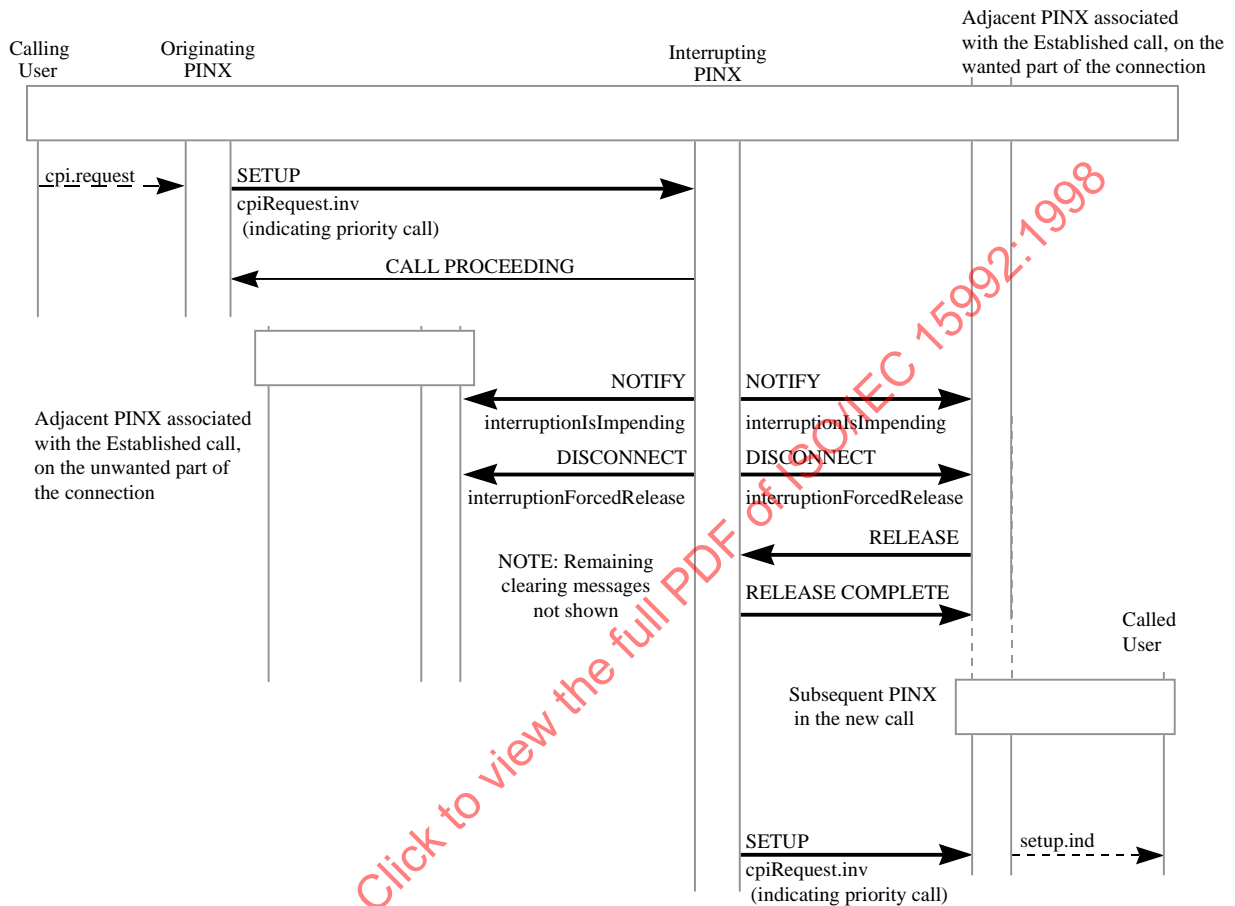 Adjacent PINX associated
with the Established call, on the
wanted part of the connection
Calling
User
Originating
PINX
Interrupting
PINX
cpi.request
SETUP
cpiRequest.inv
(indicating priority call)
CALL PROCEEDING
NOTIFY
NOTIFY
interruptionIsImpending
interruptionIsImpending
Adjacent PINX associated
with the Established call,
on the unwanted part of
the connection
DISCONNECT
DISCONNECT
interruptionForcedRelease
interruptionForcedRelease
RELEASE
NOTE: Remaining
clearing messages
not shown
RELEASE COMPLETE
Called
User
Subsequent PINX
in the new call
SETUP
cpiRequest.inv
(indicating priority call)
setup.ind
Click to view the full PDF of ISO/IEC 15992:1998